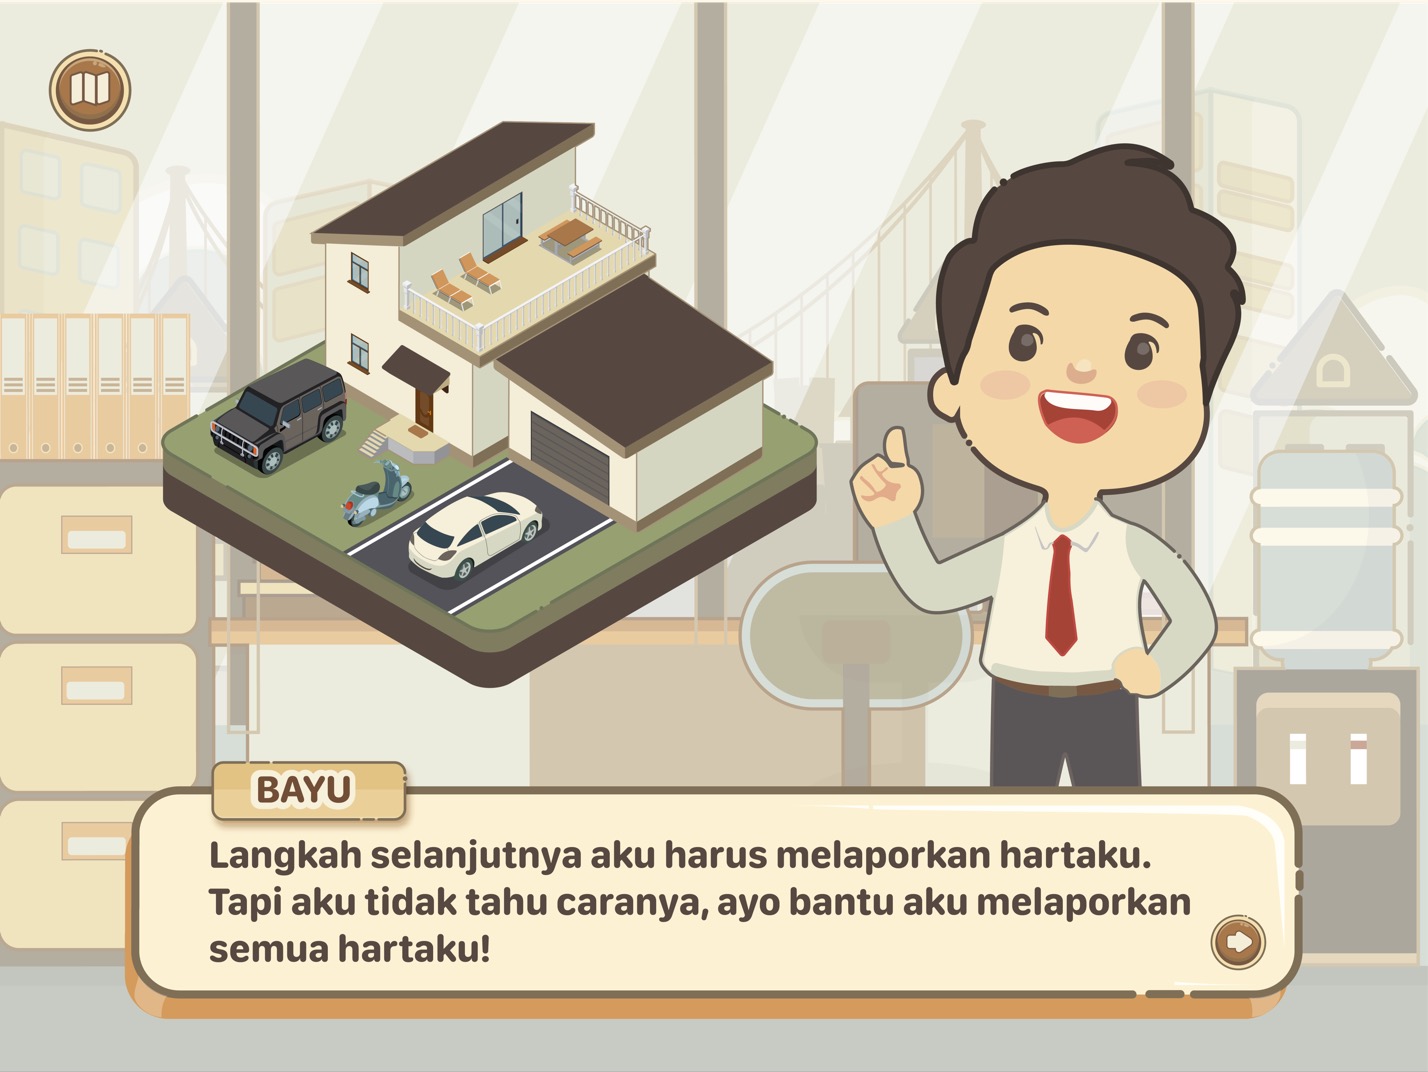 BAYU
Langkah selanjutnya aku harus melaporkan hartaku.
Tapi aku tidak tahu caranya, ayo bantu aku melaporkan
semua hartaku!